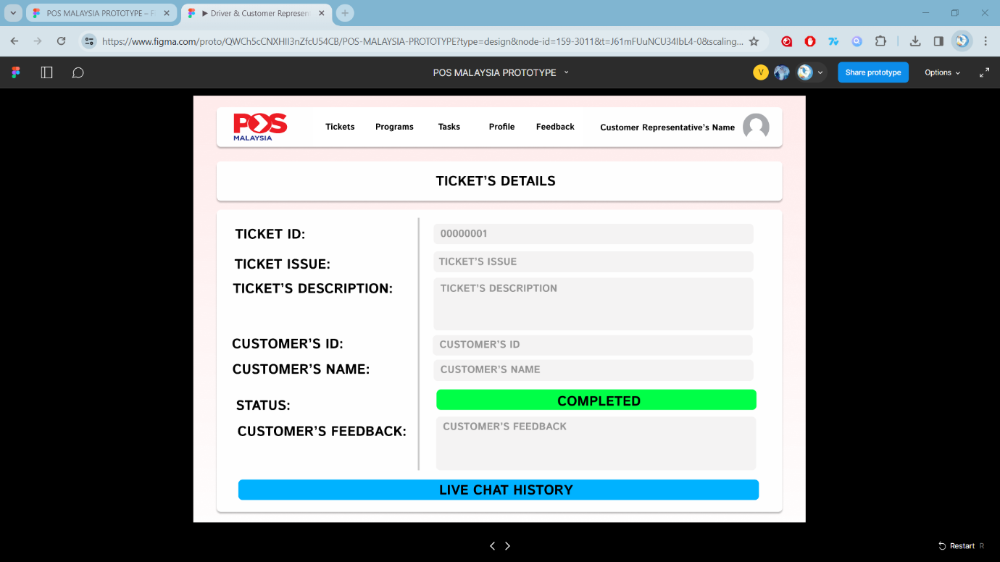 POS MALAYSIA PROTOTYPE – F
Driver & Customer Represen
https://www.figma.com/proto/QWCh5cCNXHIl3nZfcU54CB/POS-MALAYSIA-PROTOTYPE?type=design&node-id=159-3011&t=J61mFUuNCU34IbL4-0&scaling...
POS MALAYSIA PROTOTYPE
V
Share prototype
Options
POS
MALAYSIA
Tickets Programs Tasks Profile Feedback Customer Representative's Name
TICKET'S DETAILS
TICKET ID: 00000001
TICKET ISSUE: TICKET'S ISSUE
TICKET'S DESCRIPTION: TICKET'S DESCRIPTION
CUSTOMER'S ID: CUSTOMER'S ID
CUSTOMER'S NAME: CUSTOMER'S NAME
STATUS: COMPLETED
CUSTOMER'S FEEDBACK: CUSTOMER'S FEEDBACK
LIVE CHAT HISTORY
Restart R